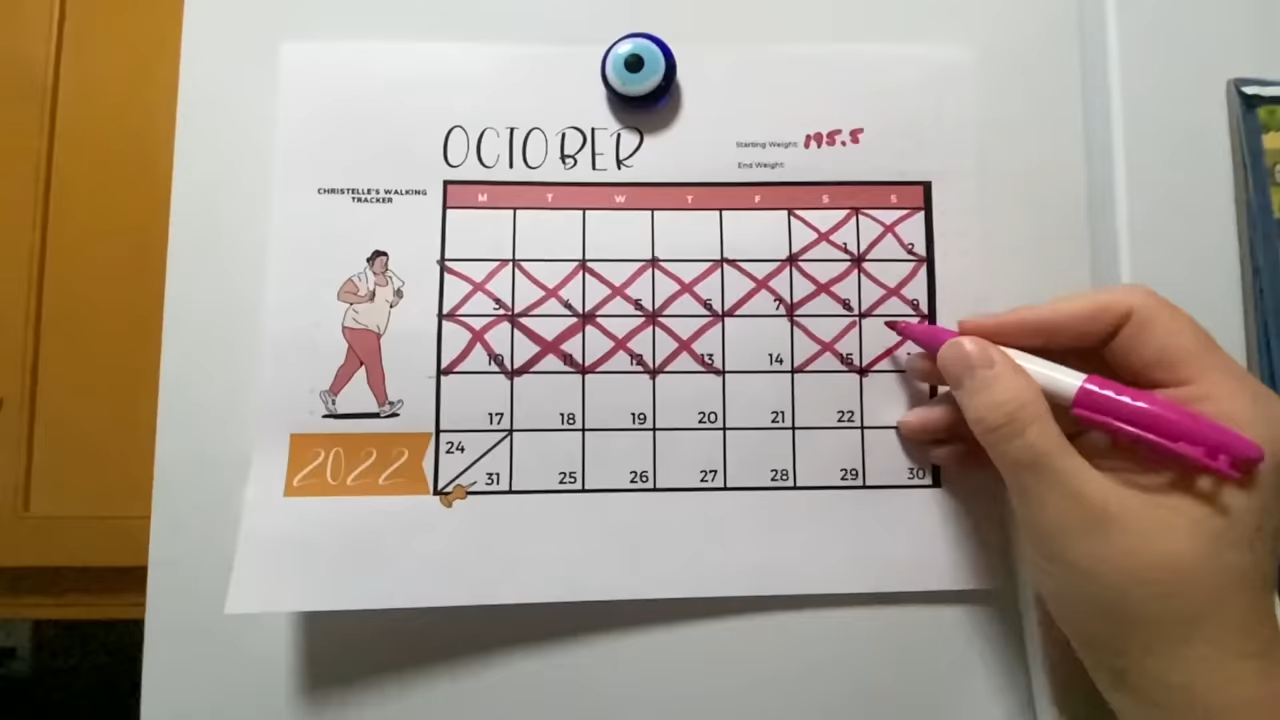 OCTOBER
Starting Weight: 195.5
End Weight:
CHRISTELLE'S WALKING
TRACKER
M T W T F S S
1 2
3 4 5 6 7 8 9
10 11 12 13 14 15
17 18 19 20 21 22
24 31 25 26 27 28 29 30
2022